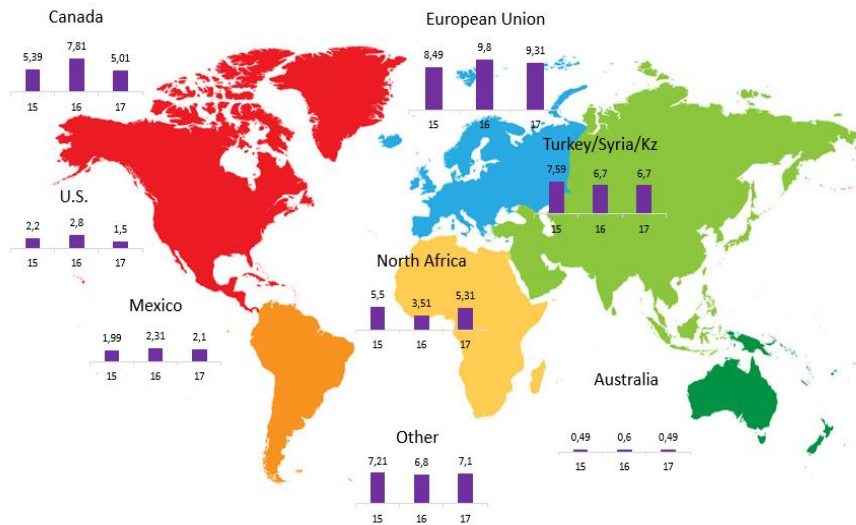 Canada
5,39 7,81 5,01
15 16 17
European Union
8,49 9,8 9,31
15 16 17
Turkey/Syria/Kz
7,59 6,7 6,7
15 16 17
U.S.
2,2 2,8 1,5
15 16 17
North Africa
5,5 3,51 5,31
15 16 17
Mexico
1,99 2,31 2,1
15 16 17
Australia
0,49 0,6 0,49
15 16 17
Other
7,21 6,8 7,1
15 16 17